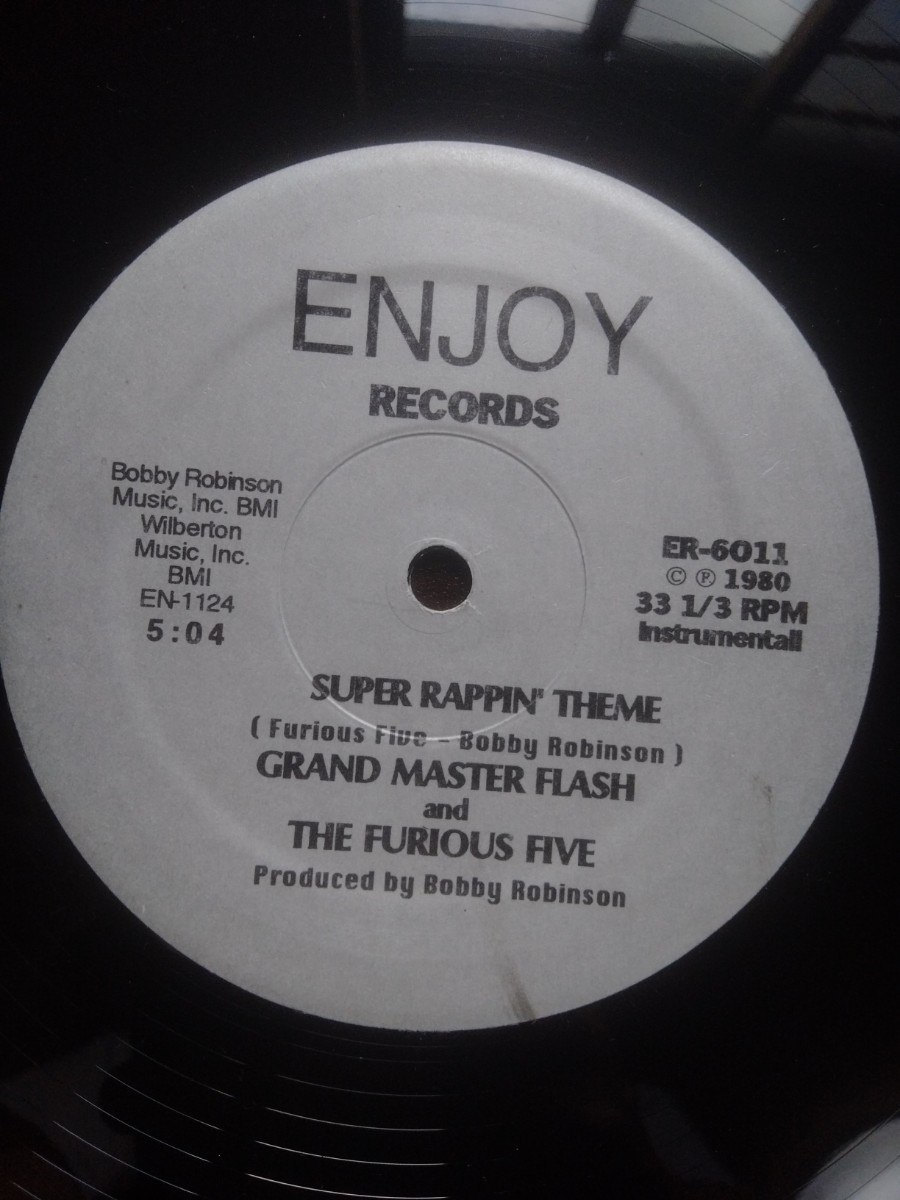 ENJOY
RECORDS
Bobby Robinson
Music, Inc. BMI
Wilberton
Music, Inc.
BMI
EN-1124
5:04
ER-6011
© ℗ 1980
33 1/3 RPM
Instrumentall
SUPER RAPPIN' THEME
( Furious Five - Bobby Robinson )
GRAND MASTER FLASH
and
THE FURIOUS FIVE
Produced by Bobby Robinson